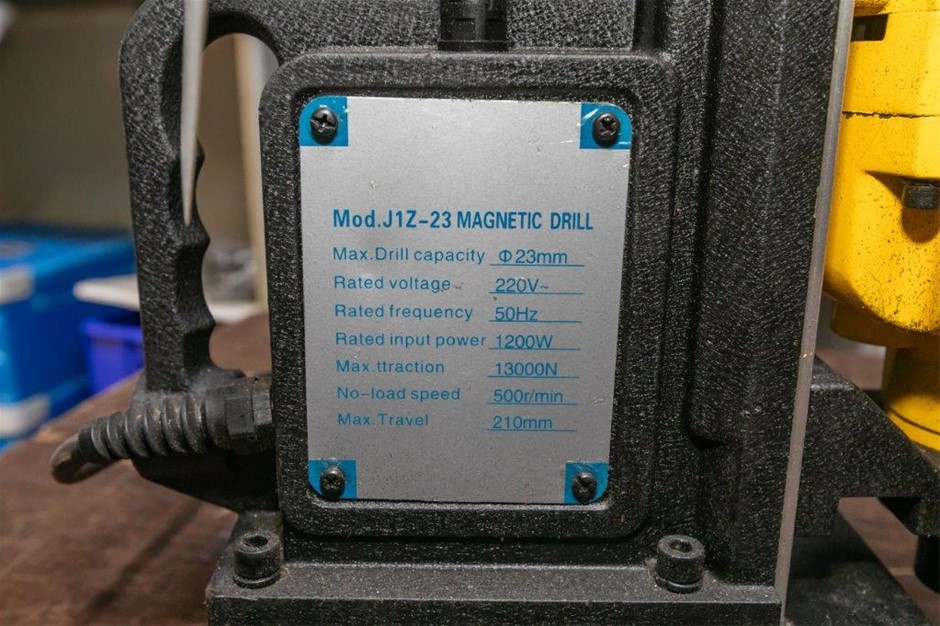 Mod.J1Z-23 MAGNETIC DRILL
Max.Drill capacity Φ23mm
Rated voltage 220V~
Rated frequency 50Hz
Rated input power 1200W
Max.ttraction 13000N
No-load speed 500r/min
Max.Travel 210mm